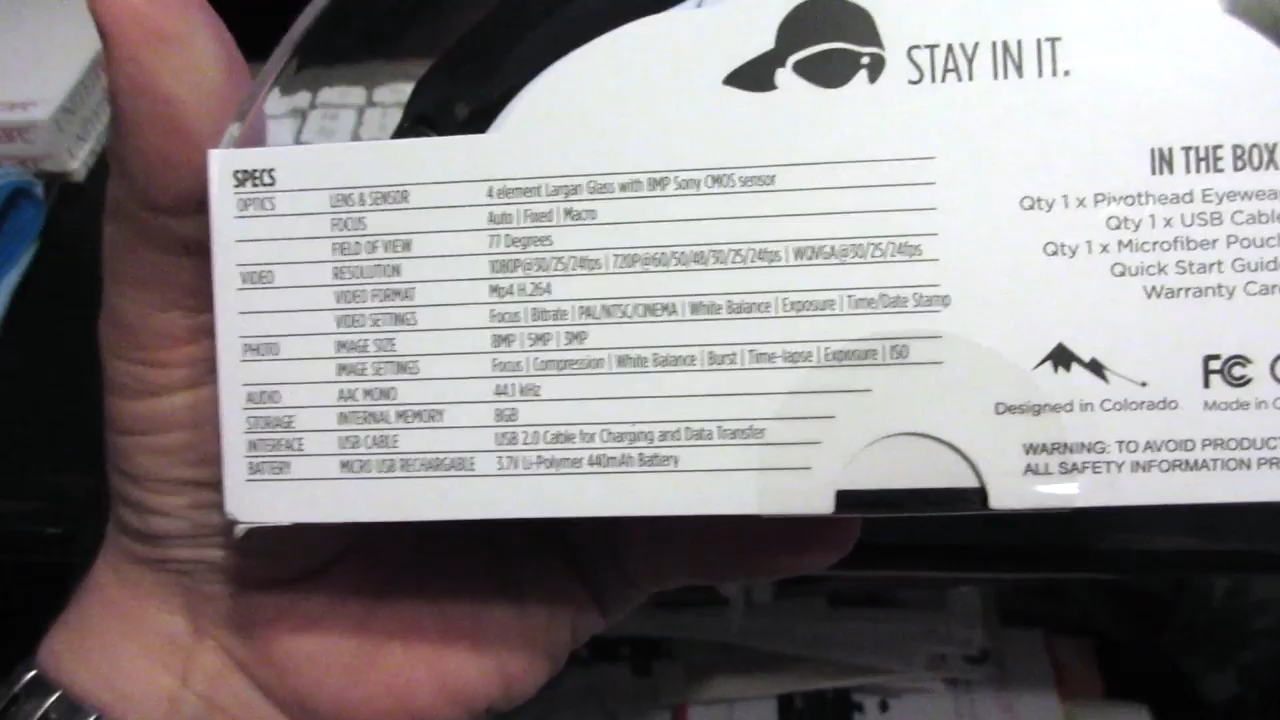 STAY IN IT.
SPECS
OPTICS LENS & SENSOR 4 element Largan Glass with 8MP Sony CMOS sensor
FOCUS Auto | Fixed | Macro
FIELD OF VIEW 77 Degrees
VIDEO RESOLUTION 1080P@30/25/24fps | 720P@60/50/48/30/25/24fps | WQVGA@30/25/24fps
VIDEO FORMAT Mp4 H.264
VIDEO SETTINGS Focus | Bitrate | PAL/NTSC/CINEMA | White Balance | Exposure | Time/Date Stamp
PHOTO IMAGE SIZE 8MP | 5MP | 3MP
IMAGE SETTINGS Focus | Compression | White Balance | Burst | Time-lapse | Exposure | ISO
AUDIO AAC MONO 44.1 kHz
STORAGE INTERNAL MEMORY 8GB
INTERFACE USB CABLE USB 2.0 Cable for Charging and Data Transfer
BATTERY MICRO USB RECHARGABLE 3.7V Li-Polymer 440mAh Battery
IN THE BOX
Qty 1 x Pivothead Eyewea
Qty 1 x USB Cabl
Qty 1 x Microfiber Pouc
Quick Start Guid
Warranty Car
FC
Designed in Colorado Made in C
WARNING: TO AVOID PRODUC
ALL SAFETY INFORMATION PR